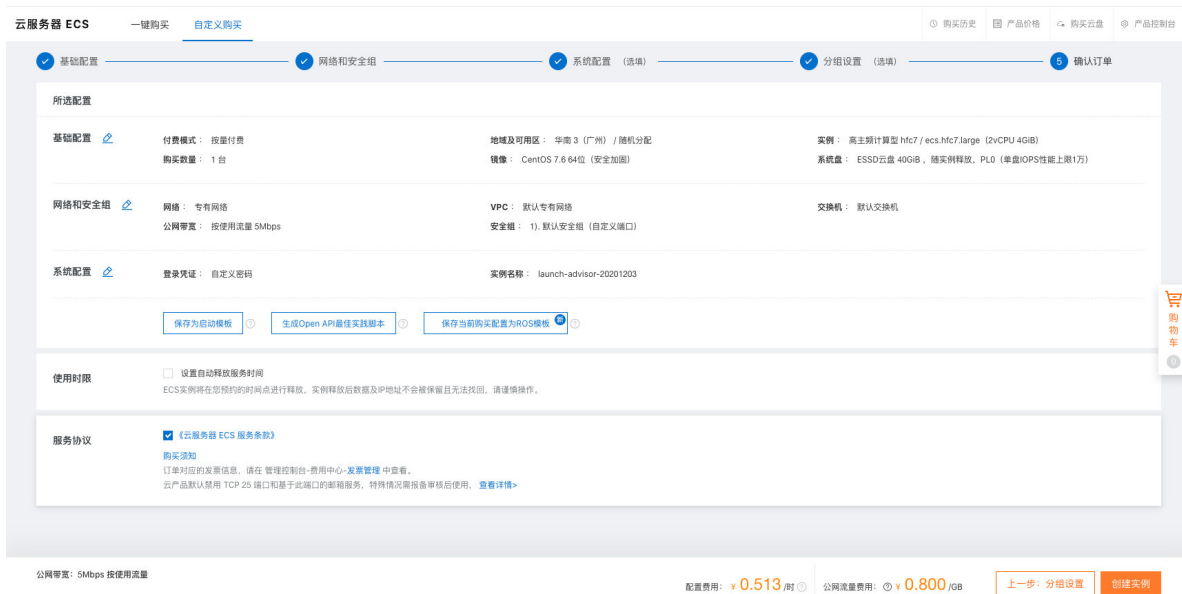 云服务器 ECS 一键购买 自定义购买 购买历史 产品价格 购买云盘 产品控制台
基础配置 网络和安全组 系统配置 (选填) 分组设置 (选填) 5 确认订单
所选配置
基础配置 付费模式： 按量付费 地域及可用区： 华南 3（广州） / 随机分配 实例： 高主频计算型 hfc7 / ecs.hfc7.large（2vCPU 4GiB）
购买数量： 1 台 镜像： CentOS 7.6 64位（安全加固） 系统盘： ESSD云盘 40GiB ，随实例释放，PL0（单盘IOPS性能上限1万）
网络和安全组 网络： 专有网络 VPC： 默认专有网络 交换机： 默认交换机
公网带宽： 按使用流量 5Mbps 安全组： 1). 默认安全组（自定义端口）
系统配置 登录凭证： 自定义密码 实例名称： launch-advisor-20201203
保存为启动模板 生成Open API最佳实践脚本 保存当前购买配置为ROS模板 新
购物车
0
使用时限 设置自动释放服务时间
ECS实例将在您预约的时间点进行释放，实例释放后数据及IP地址不会被保留且无法找回，请谨慎操作。
服务协议 《云服务器 ECS 服务条款》
购买须知
订单对应的发票信息，请在 管理控制台-费用中心-发票管理 中查看。
云产品默认禁用 TCP 25 端口和基于此端口的邮箱服务，特殊情况需报备审核后使用， 查看详情>
公网带宽：5Mbps 按使用流量
配置费用： ¥ 0.513 /时 公网流量费用： ¥ 0.800 /GB 上一步：分组设置 创建实例